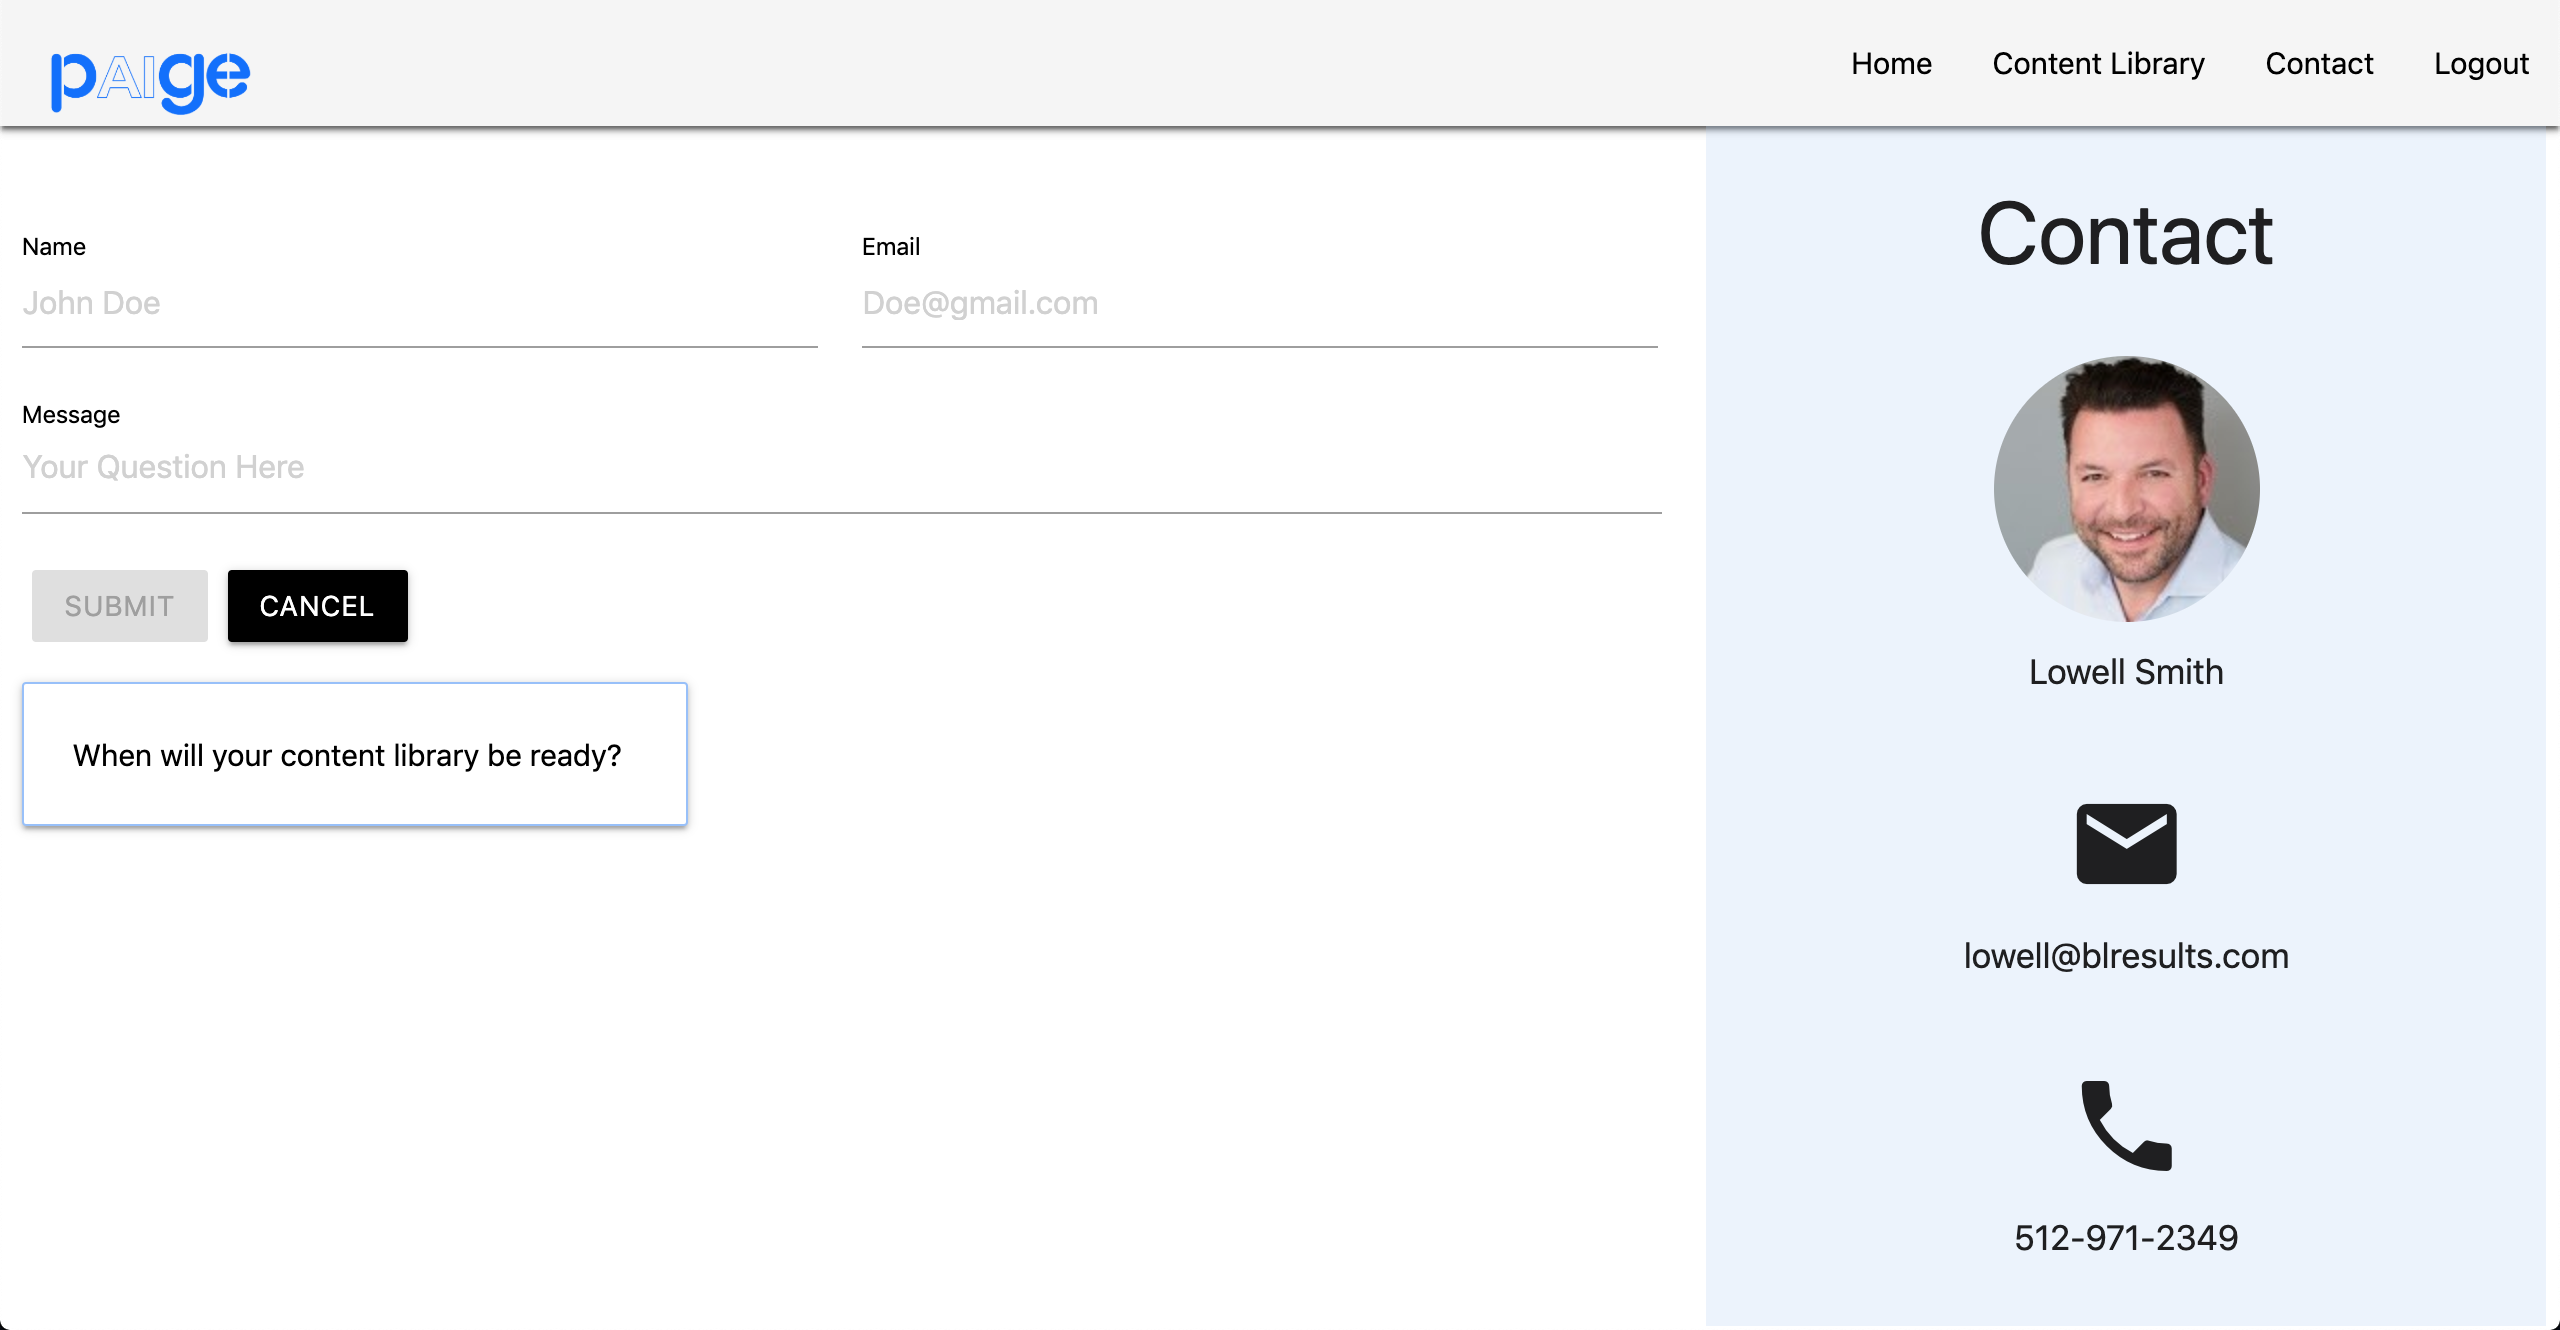 pAIge
Home Content Library Contact Logout
Name
John Doe
Email
Doe@gmail.com
Message
Your Question Here
SUBMIT CANCEL
When will your content library be ready?
Contact
Lowell Smith
lowell@blresults.com
512-971-2349